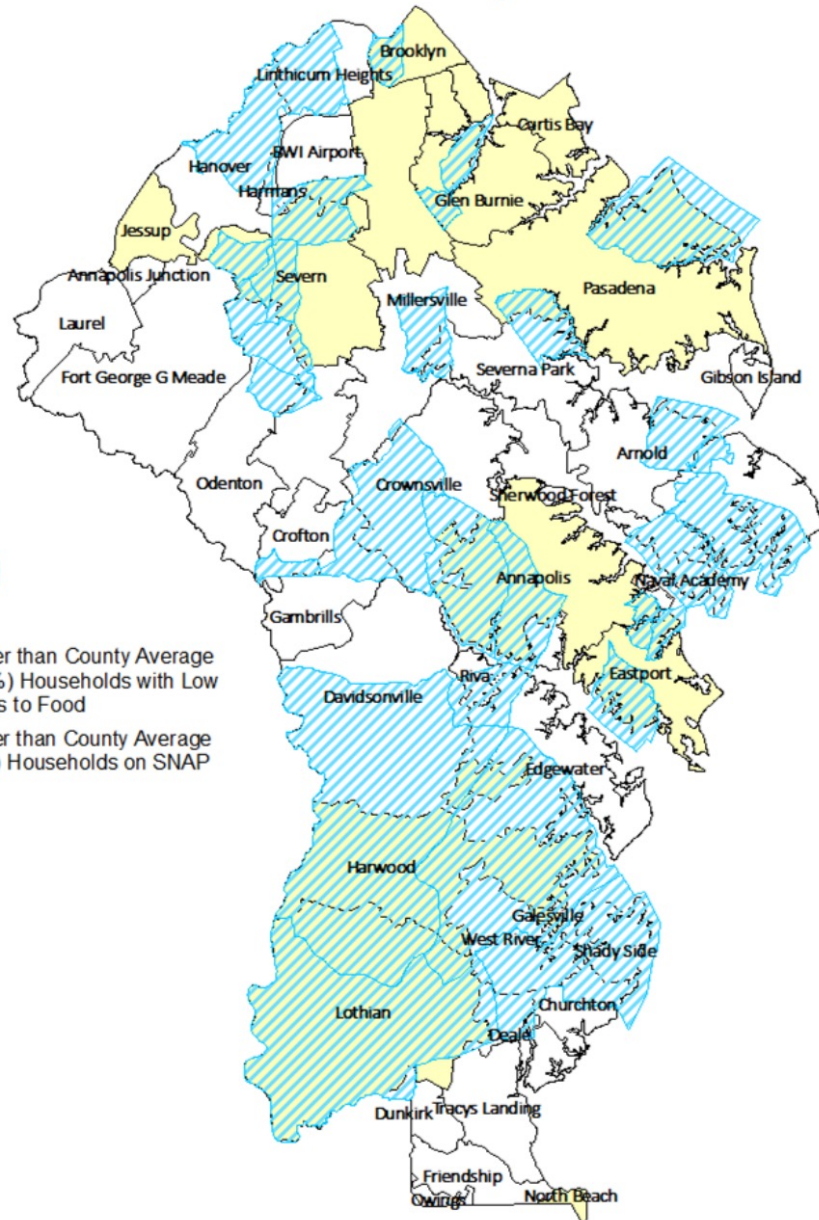 Brooklyn
Linthicum Heights
Curtis Bay
BWI Airport
Hanover
Harmans
Glen Burnie
Jessup
Annapolis Junction
Severn
Pasadena
Millersville
Laurel
Severna Park
Fort George G Meade
Gibson Island
Arnold
Odenton
Crownsville
Sherwood Forest
Crofton
Annapolis
Naval Academy
Gambrills
er than County Average
%) Households with Low
s to Food
er than County Average
) Households on SNAP
Davidsonville
Riva
Eastport
Edgewater
Harwood
Galesville
West River
Shady Side
Lothian
Churchton
Deale
Dunkirk
Tracys Landing
Friendship
Owings
North Beach